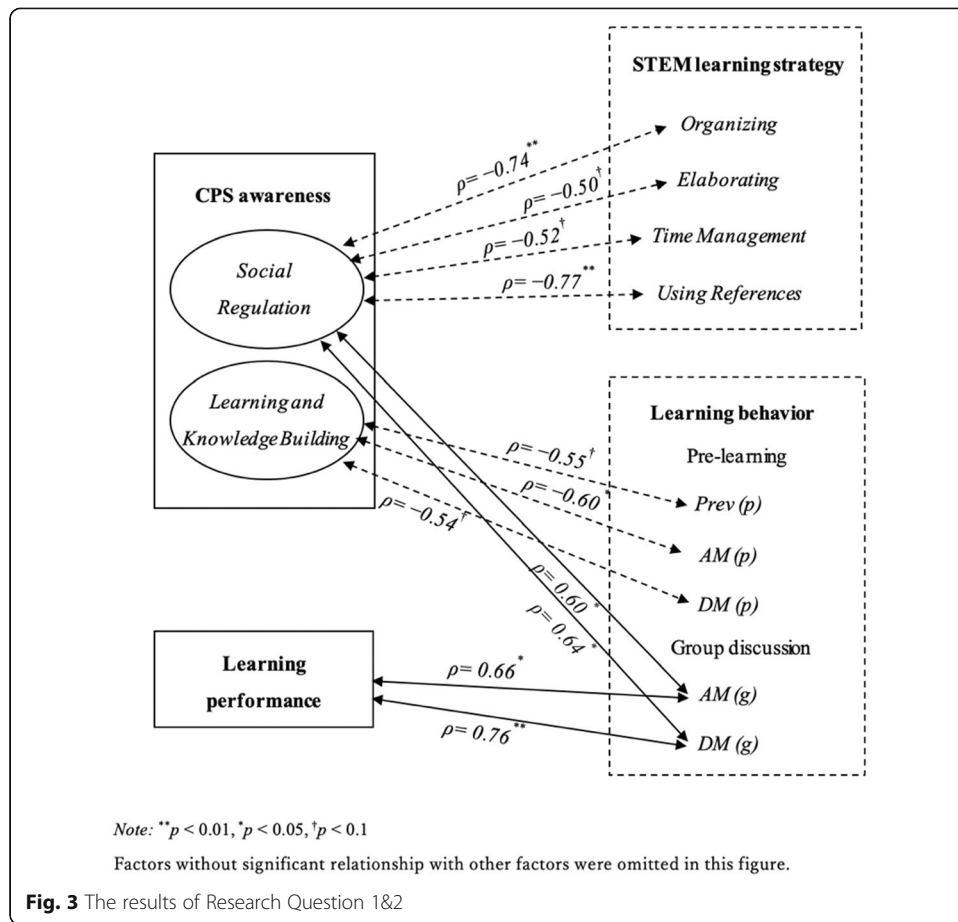 STEM learning strategy
Organizing
Elaborating
Time Management
Using References
ρ= −0.74**
ρ= −0.50†
ρ= −0.52†
ρ= −0.77**
CPS awareness
Social
Regulation
Learning and
Knowledge Building
Learning behavior
Pre-learning
Prev (p)
AM (p)
DM (p)
Group discussion
AM (g)
DM (g)
ρ= −0.55†
ρ= −0.60*
ρ= −0.54†
ρ= 0.60*
ρ= 0.64*
Learning
performance
ρ= 0.66*
ρ= 0.76**
Note: **p < 0.01, *p < 0.05, †p < 0.1
Factors without significant relationship with other factors were omitted in this figure.
Fig. 3 The results of Research Question 1&2